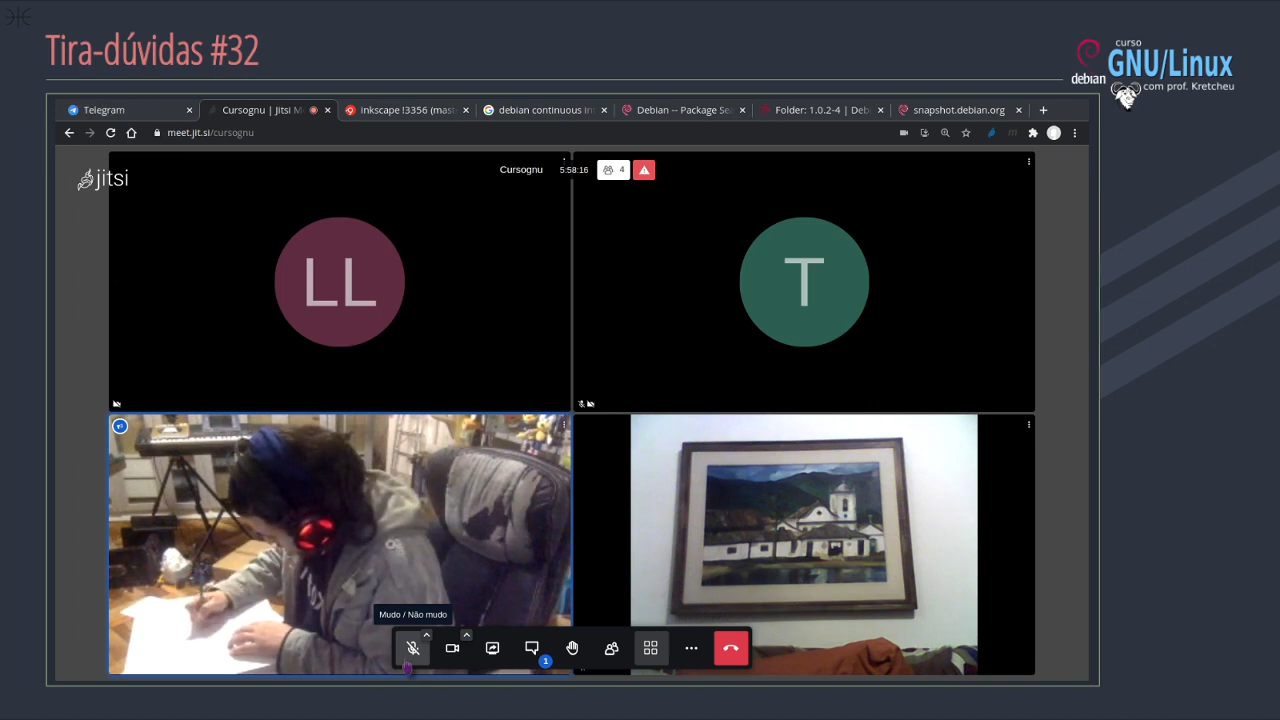 Tira-dúvidas #32
curso
GNU/Linux
debian
com prof. Kretcheu
Telegram
Cursognu | Jitsi M
Inkscape !3356 (mas
debian continuous in
Debian -- Package Se
Folder: 1.0.2-4 | Deb
snapshot.debian.org
meet.jit.si/cursognu
jitsi
Cursognu
5:58:16
4
LL
T
Mudo / Não mudo
1